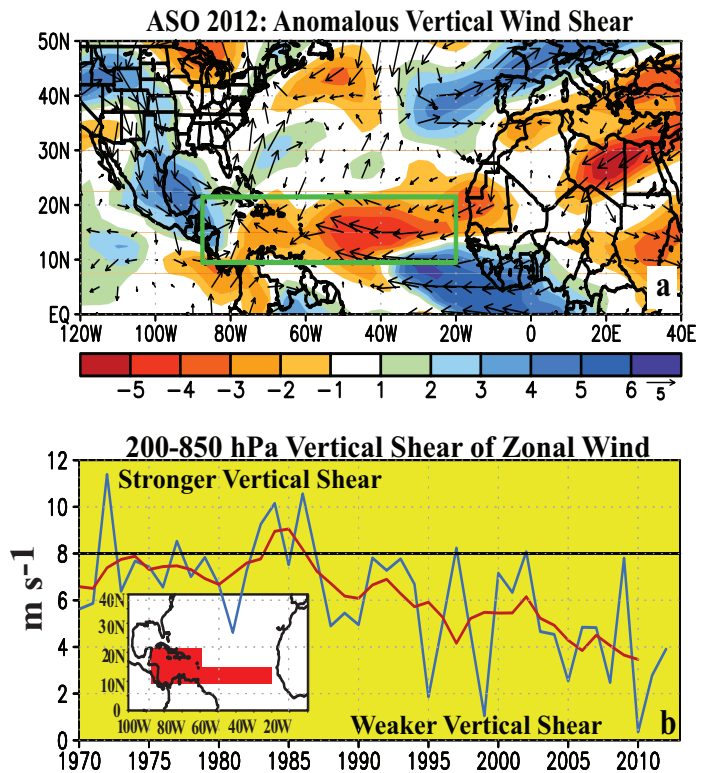 ASO 2012: Anomalous Vertical Wind Shear
50N
40N
30N
20N
10N
EQ
a
120W 100W 80W 60W 40W 20W 0 20E 40E
-5 -4 -3 -2 -1 1 2 3 4 5 6 5
200-850 hPa Vertical Shear of Zonal Wind
12
Stronger Vertical Shear
10
8
m s-1
6
4
2
0
40N
30N
20N
10N
0
100W 80W 60W 40W 20W
Weaker Vertical Shear b
1970 1975 1980 1985 1990 1995 2000 2005 2010